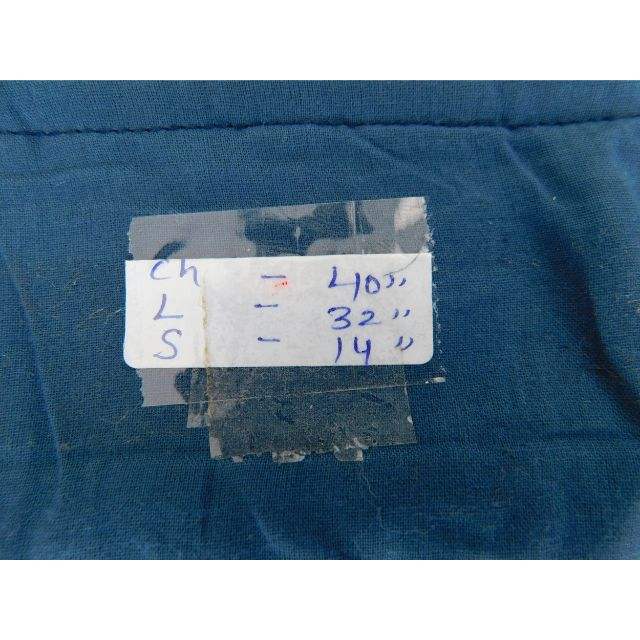 Ch - 40"
L - 32"
S - 14"